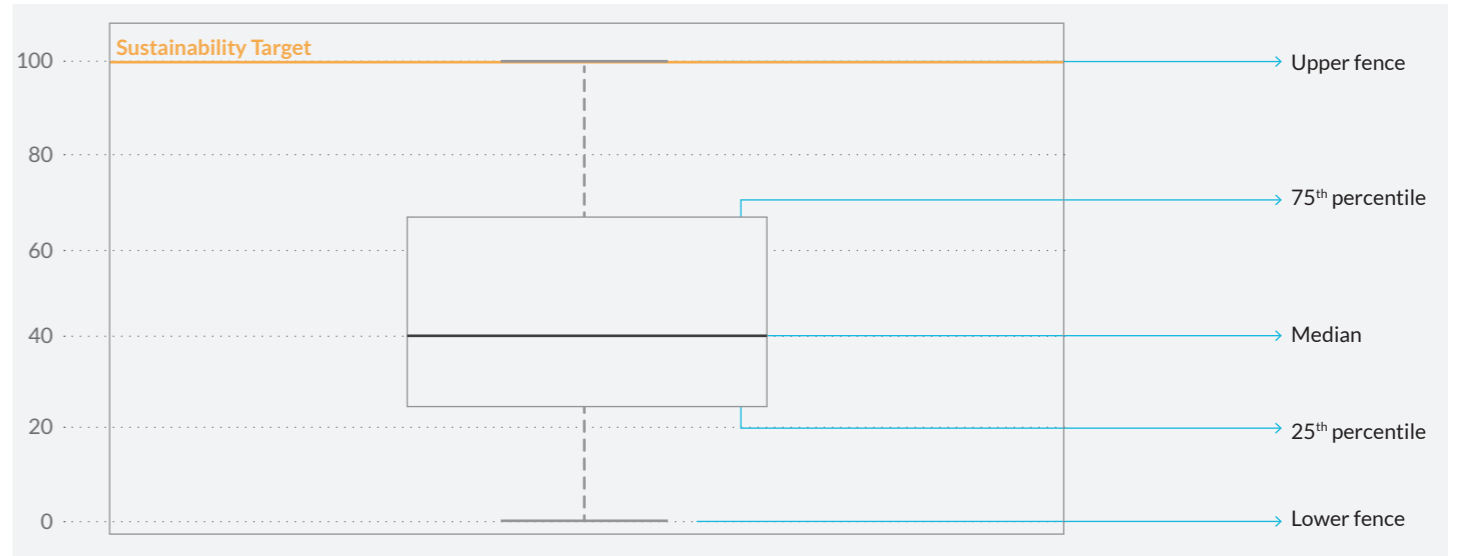 Sustainability Target
100
Upper fence
80
75th percentile
60
40
Median
20
25th percentile
0
Lower fence